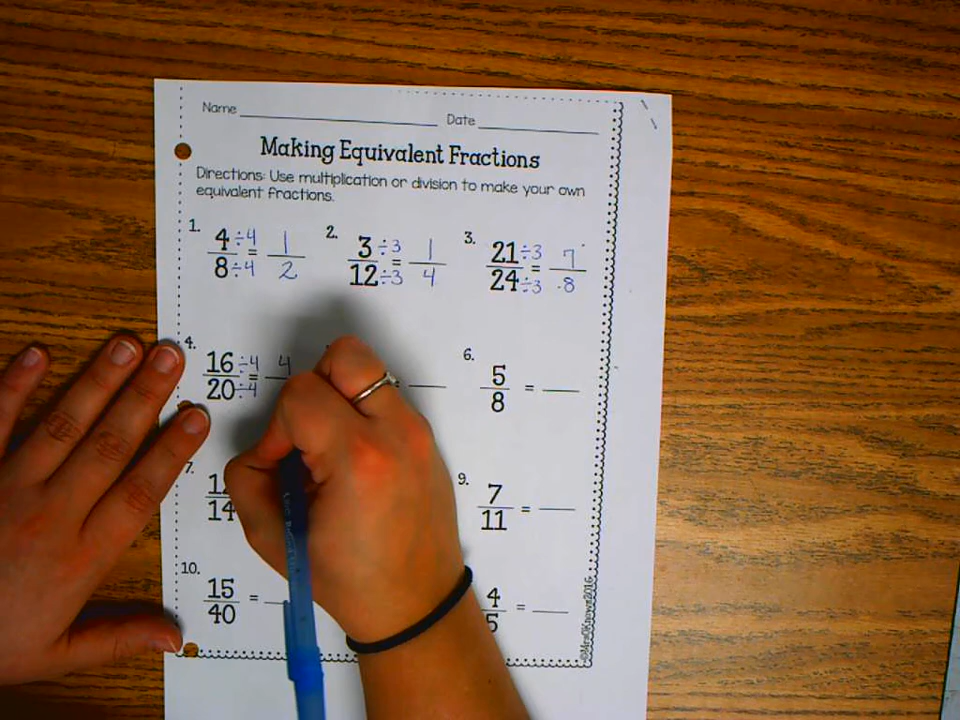 Name Date
Making Equivalent Fractions
Directions: Use multiplication or division to make your own
equivalent fractions.
1. 4÷4 / 8÷4 = 1 / 2
2. 3÷3 / 12÷3 = 1 / 4
3. 21÷3 / 24÷3 = 7 / 8
4. 16÷4 / 20÷4 = 4
6. 5 / 8 =
7. 14
9. 7 / 11 =
10. 15 / 40 =
4 / 5 =